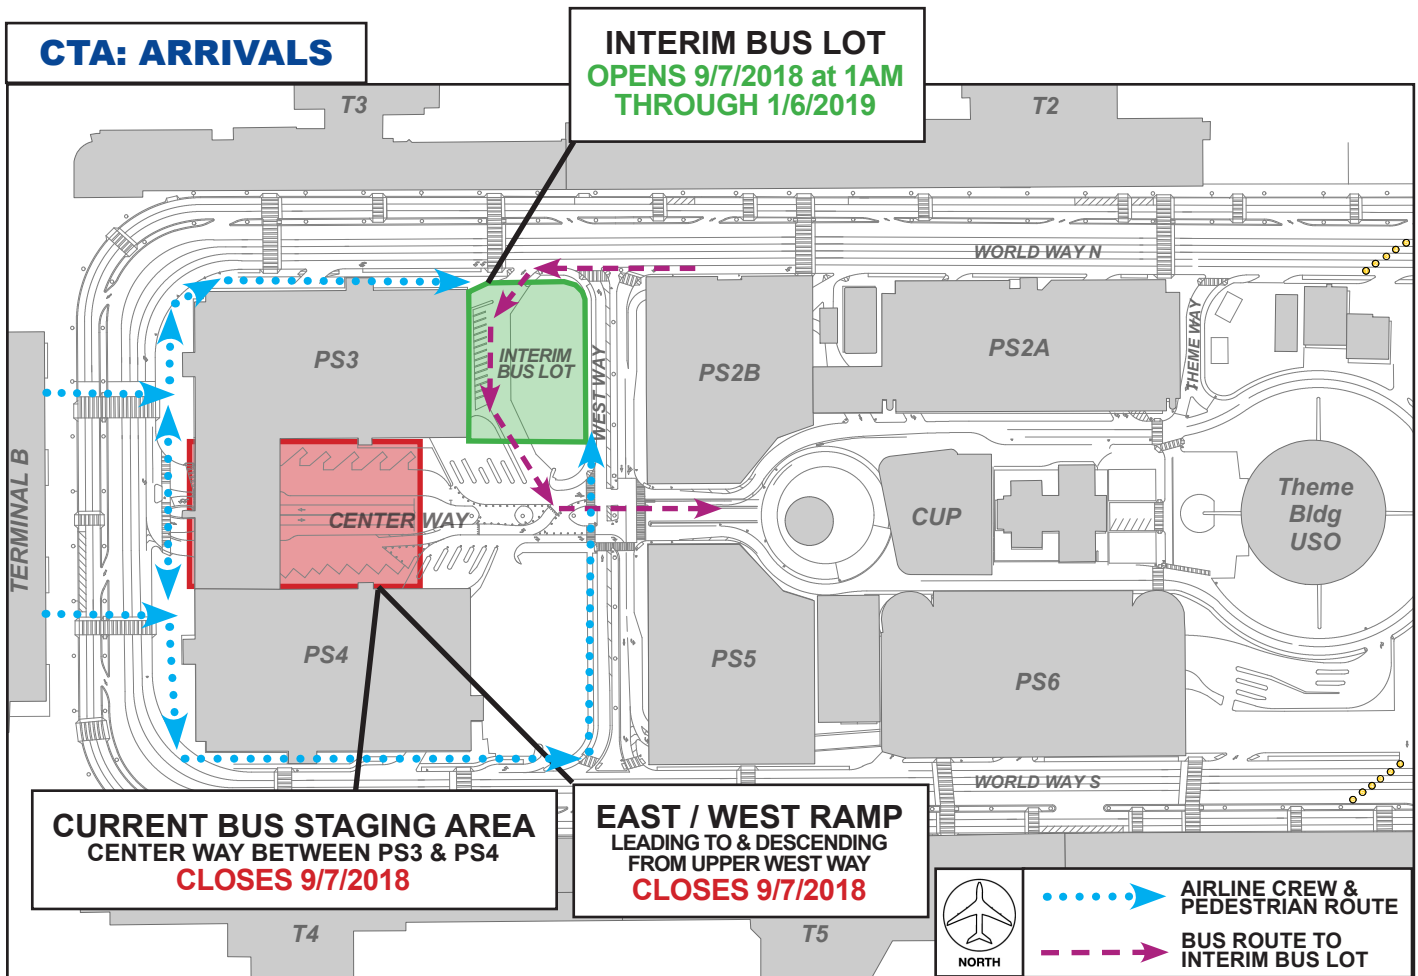 CTA: ARRIVALS
INTERIM BUS LOT
OPENS 9/7/2018 at 1AM
THROUGH 1/6/2019
T3
T2
WORLD WAY N
PS3
INTERIM
BUS LOT
WEST WAY
PS2B
PS2A
THEME WAY
TERMINAL B
CENTER WAY
CUP
Theme
Bldg
USO
PS4
PS5
PS6
WORLD WAY S
CURRENT BUS STAGING AREA
CENTER WAY BETWEEN PS3 & PS4
CLOSES 9/7/2018
EAST / WEST RAMP
LEADING TO & DESCENDING
FROM UPPER WEST WAY
CLOSES 9/7/2018
T4
T5
NORTH
AIRLINE CREW &
PEDESTRIAN ROUTE
BUS ROUTE TO
INTERIM BUS LOT